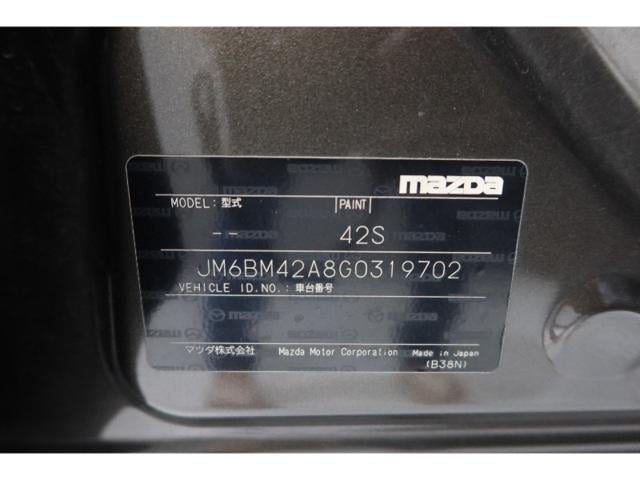 mazda
MODEL: 型式 PAINT
-- 42S
JM6BM42A8G0319702
VEHICLE ID.NO.: 車台番号
mazda
マツダ株式会社 Mazda Motor Corporation Made in Japan
(B38N)